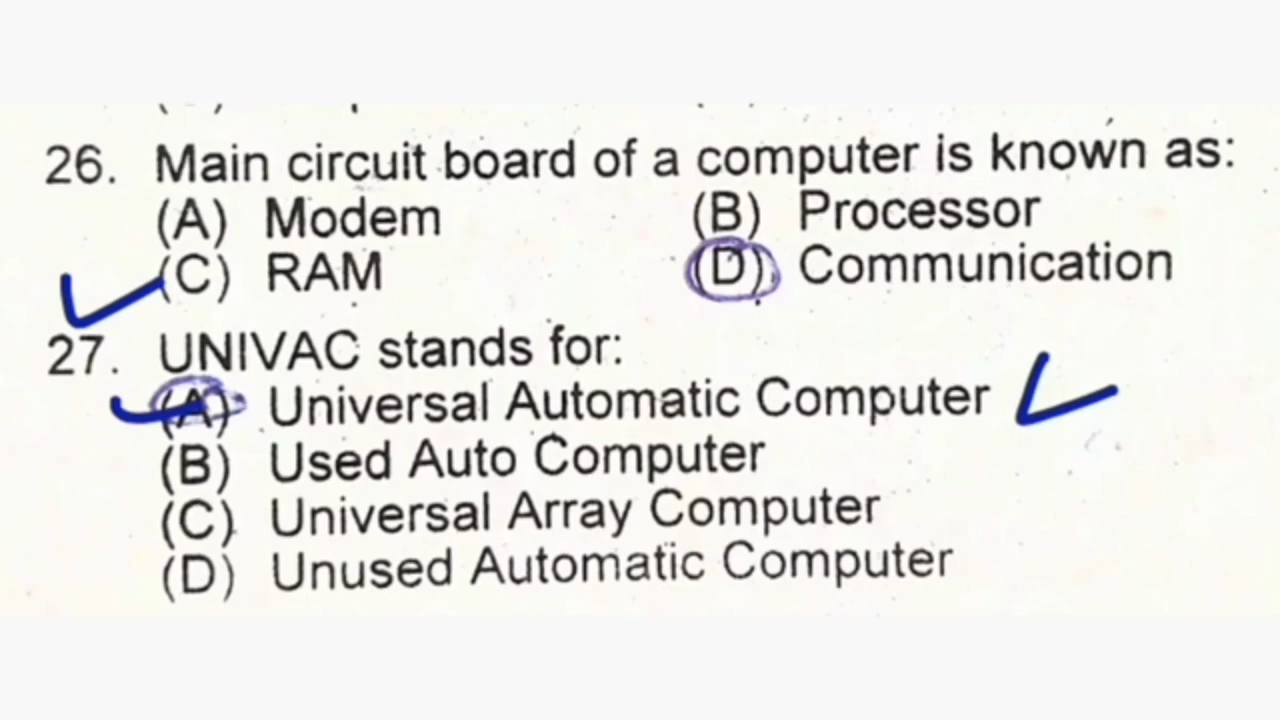 26. Main circuit board of a computer is known as:
(A) Modem (B) Processor
(C) RAM (D) Communication
27. UNIVAC stands for:
(A) Universal Automatic Computer
(B) Used Auto Computer
(C) Universal Array Computer
(D) Unused Automatic Computer